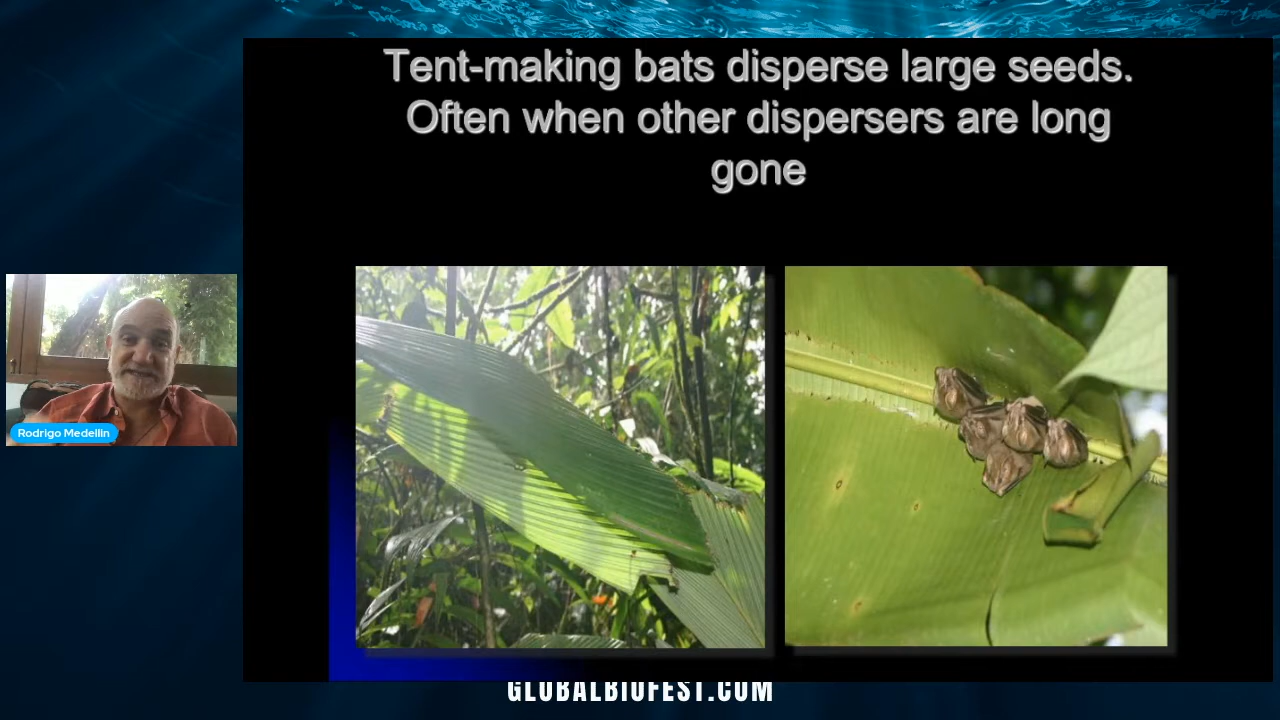 Tent-making bats disperse large seeds.
Often when other dispersers are long
gone
Rodrigo Medellin
GLOBALBIOFEST.COM